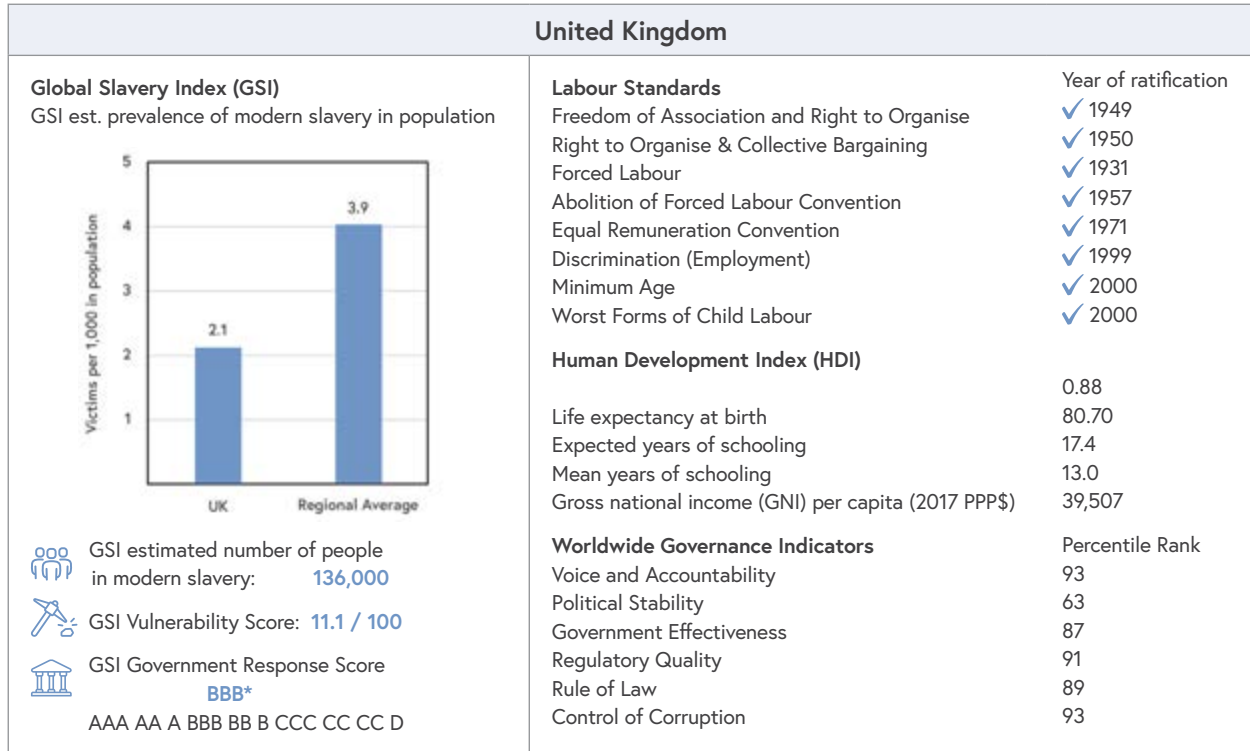 United Kingdom
Global Slavery Index (GSI)
GSI est. prevalence of modern slavery in population
Victims per 1,000 in population
5
4
3
2
1
2.1
3.9
UK
Regional Average
GSI estimated number of people
in modern slavery: 136,000
GSI Vulnerability Score: 11.1 / 100
GSI Government Response Score
BBB*
AAA AA A BBB BB B CCC CC CC D
Labour Standards Year of ratification
Freedom of Association and Right to Organise ✓ 1949
Right to Organise & Collective Bargaining ✓ 1950
Forced Labour ✓ 1931
Abolition of Forced Labour Convention ✓ 1957
Equal Remuneration Convention ✓ 1971
Discrimination (Employment) ✓ 1999
Minimum Age ✓ 2000
Worst Forms of Child Labour ✓ 2000
Human Development Index (HDI)
0.88
Life expectancy at birth 80.70
Expected years of schooling 17.4
Mean years of schooling 13.0
Gross national income (GNI) per capita (2017 PPP$) 39,507
Worldwide Governance Indicators Percentile Rank
Voice and Accountability 93
Political Stability 63
Government Effectiveness 87
Regulatory Quality 91
Rule of Law 89
Control of Corruption 93